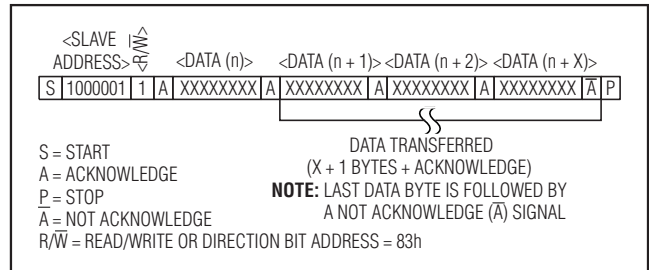 <SLAVE ADDRESS> <R/W̅> <DATA (n)> <DATA (n + 1)> <DATA (n + 2)> <DATA (n + X)>
S 1000001 1 A XXXXXXXX A XXXXXXXX A XXXXXXXX A XXXXXXXX A̅ P
S = START
A = ACKNOWLEDGE
P = STOP
A̅ = NOT ACKNOWLEDGE
R/W̅ = READ/WRITE OR DIRECTION BIT ADDRESS = 83h
DATA TRANSFERRED
(X + 1 BYTES + ACKNOWLEDGE)
NOTE: LAST DATA BYTE IS FOLLOWED BY
A NOT ACKNOWLEDGE (A̅) SIGNAL